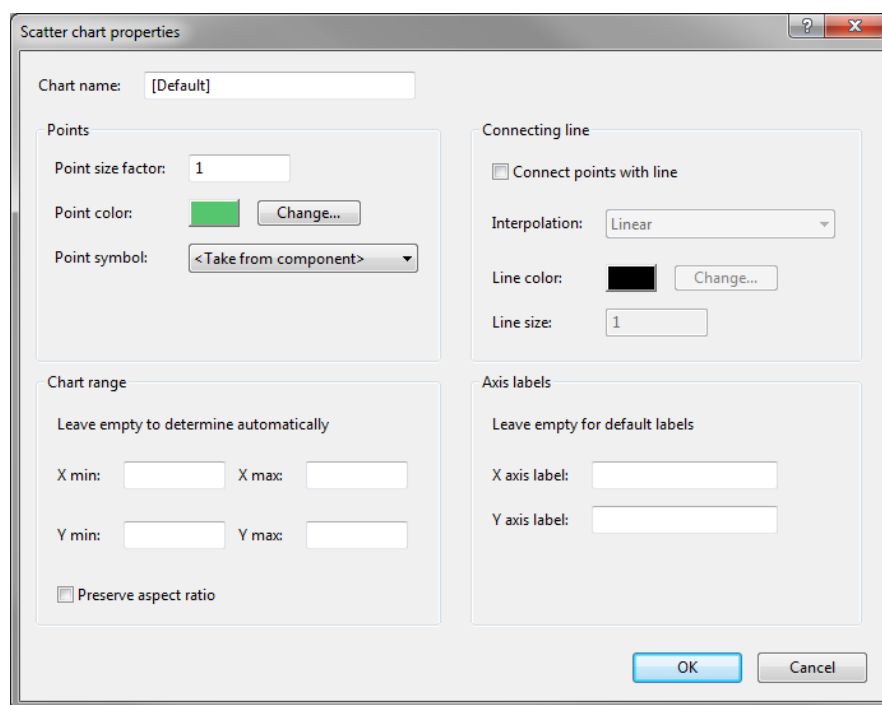 Scatter chart properties
?
Chart name: [Default]
Points
Point size factor: 1
Point color: Change...
Point symbol: <Take from component>
Connecting line
Connect points with line
Interpolation: Linear
Line color: Change...
Line size: 1
Chart range
Leave empty to determine automatically
X min: X max:
Y min: Y max:
Preserve aspect ratio
Axis labels
Leave empty for default labels
X axis label:
Y axis label:
OK Cancel